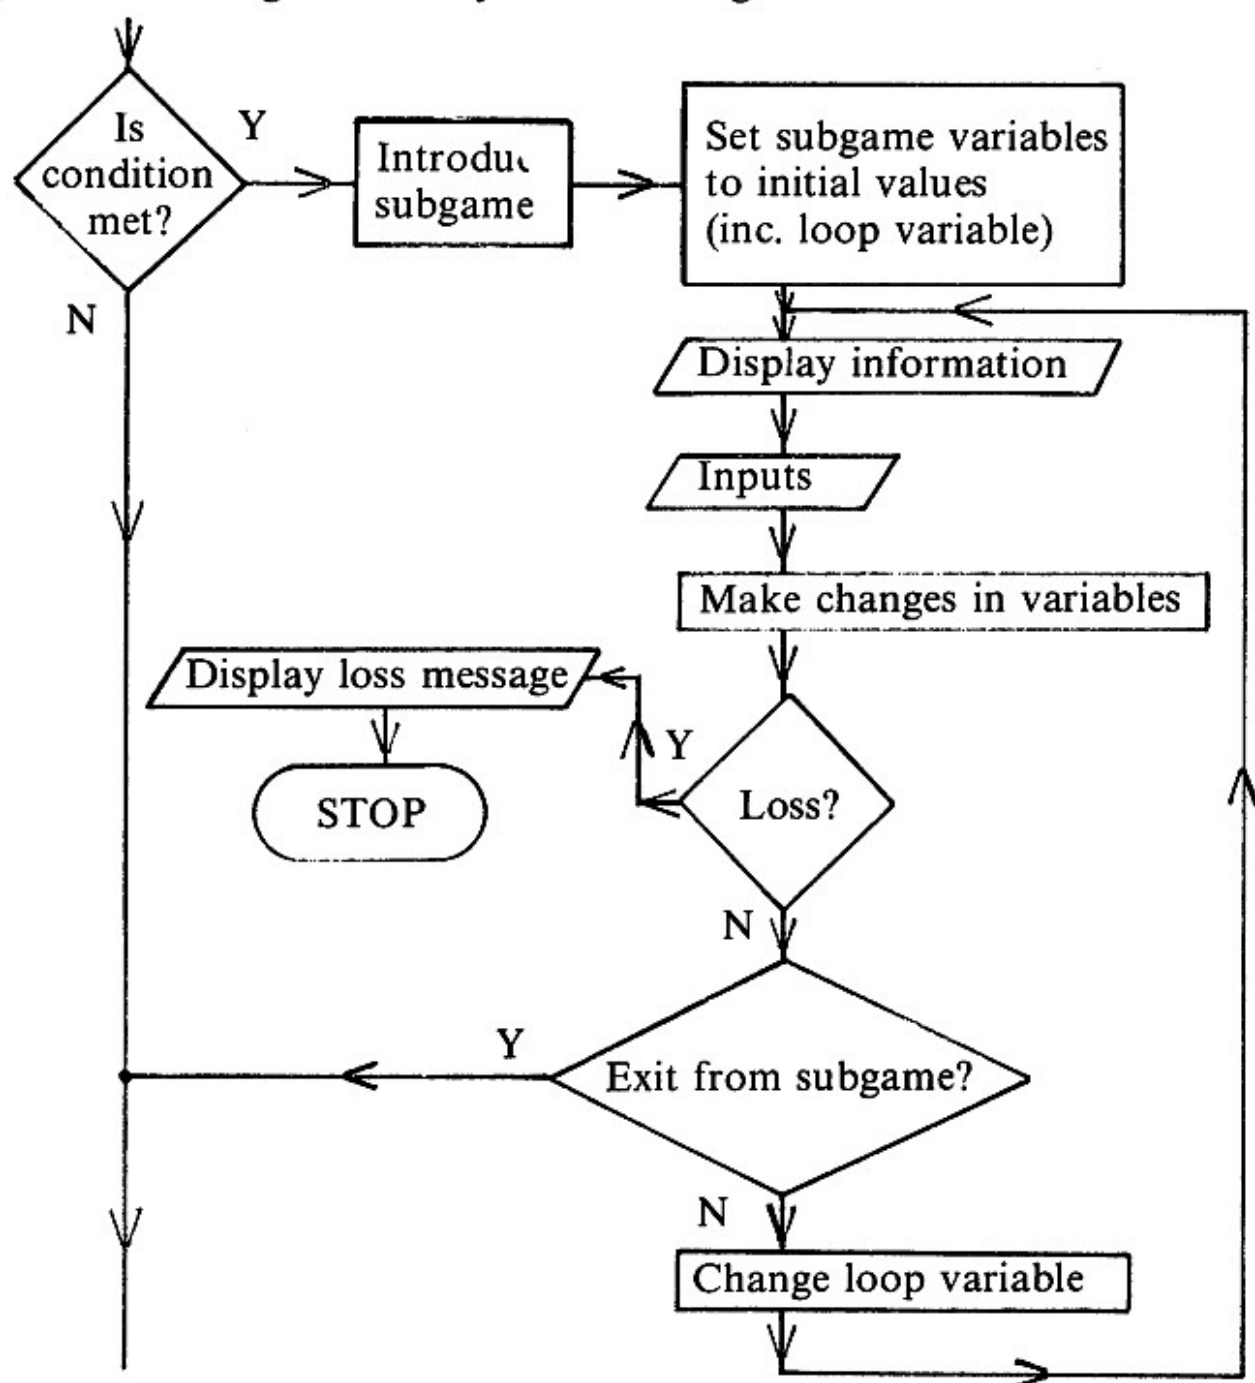 Is
condition
met?
Y
N
subgame
Set subgame variables
to initial values
(inc. loop variable)
Display information
Inputs
Make changes in variables
Display loss message
Y
STOP
Loss?
N
Y
Exit from subgame?
N
Change loop variable